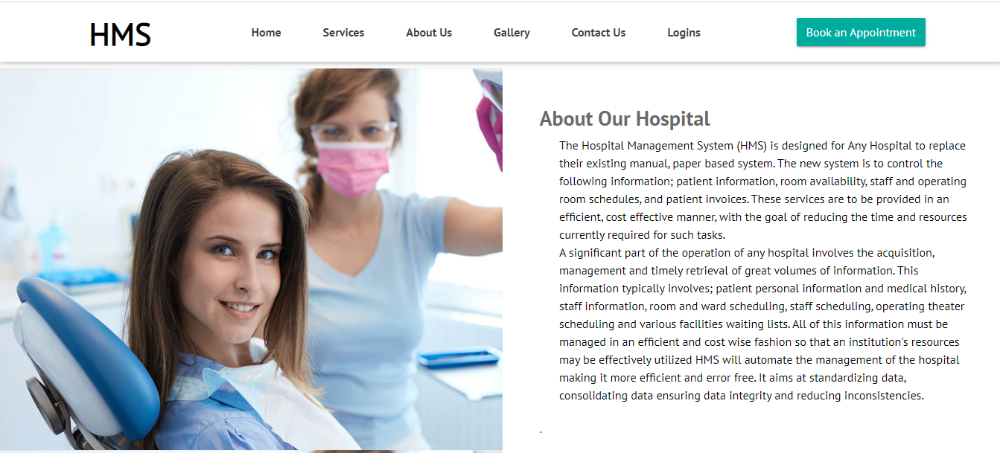 HMS
Home
Services
About Us
Gallery
Contact Us
Logins
Book an Appointment
About Our Hospital
The Hospital Management System (HMS) is designed for Any Hospital to replace
their existing manual, paper based system. The new system is to control the
following information; patient information, room availability, staff and operating
room schedules, and patient invoices. These services are to be provided in an
efficient, cost effective manner, with the goal of reducing the time and resources
currently required for such tasks.
A significant part of the operation of any hospital involves the acquisition,
management and timely retrieval of great volumes of information. This
information typically involves; patient personal information and medical history,
staff information, room and ward scheduling, staff scheduling, operating theater
scheduling and various facilities waiting lists. All of this information must be
managed in an efficient and cost wise fashion so that an institution's resources
may be effectively utilized HMS will automate the management of the hospital
making it more efficient and error free. It aims at standardizing data,
consolidating data ensuring data integrity and reducing inconsistencies.
.